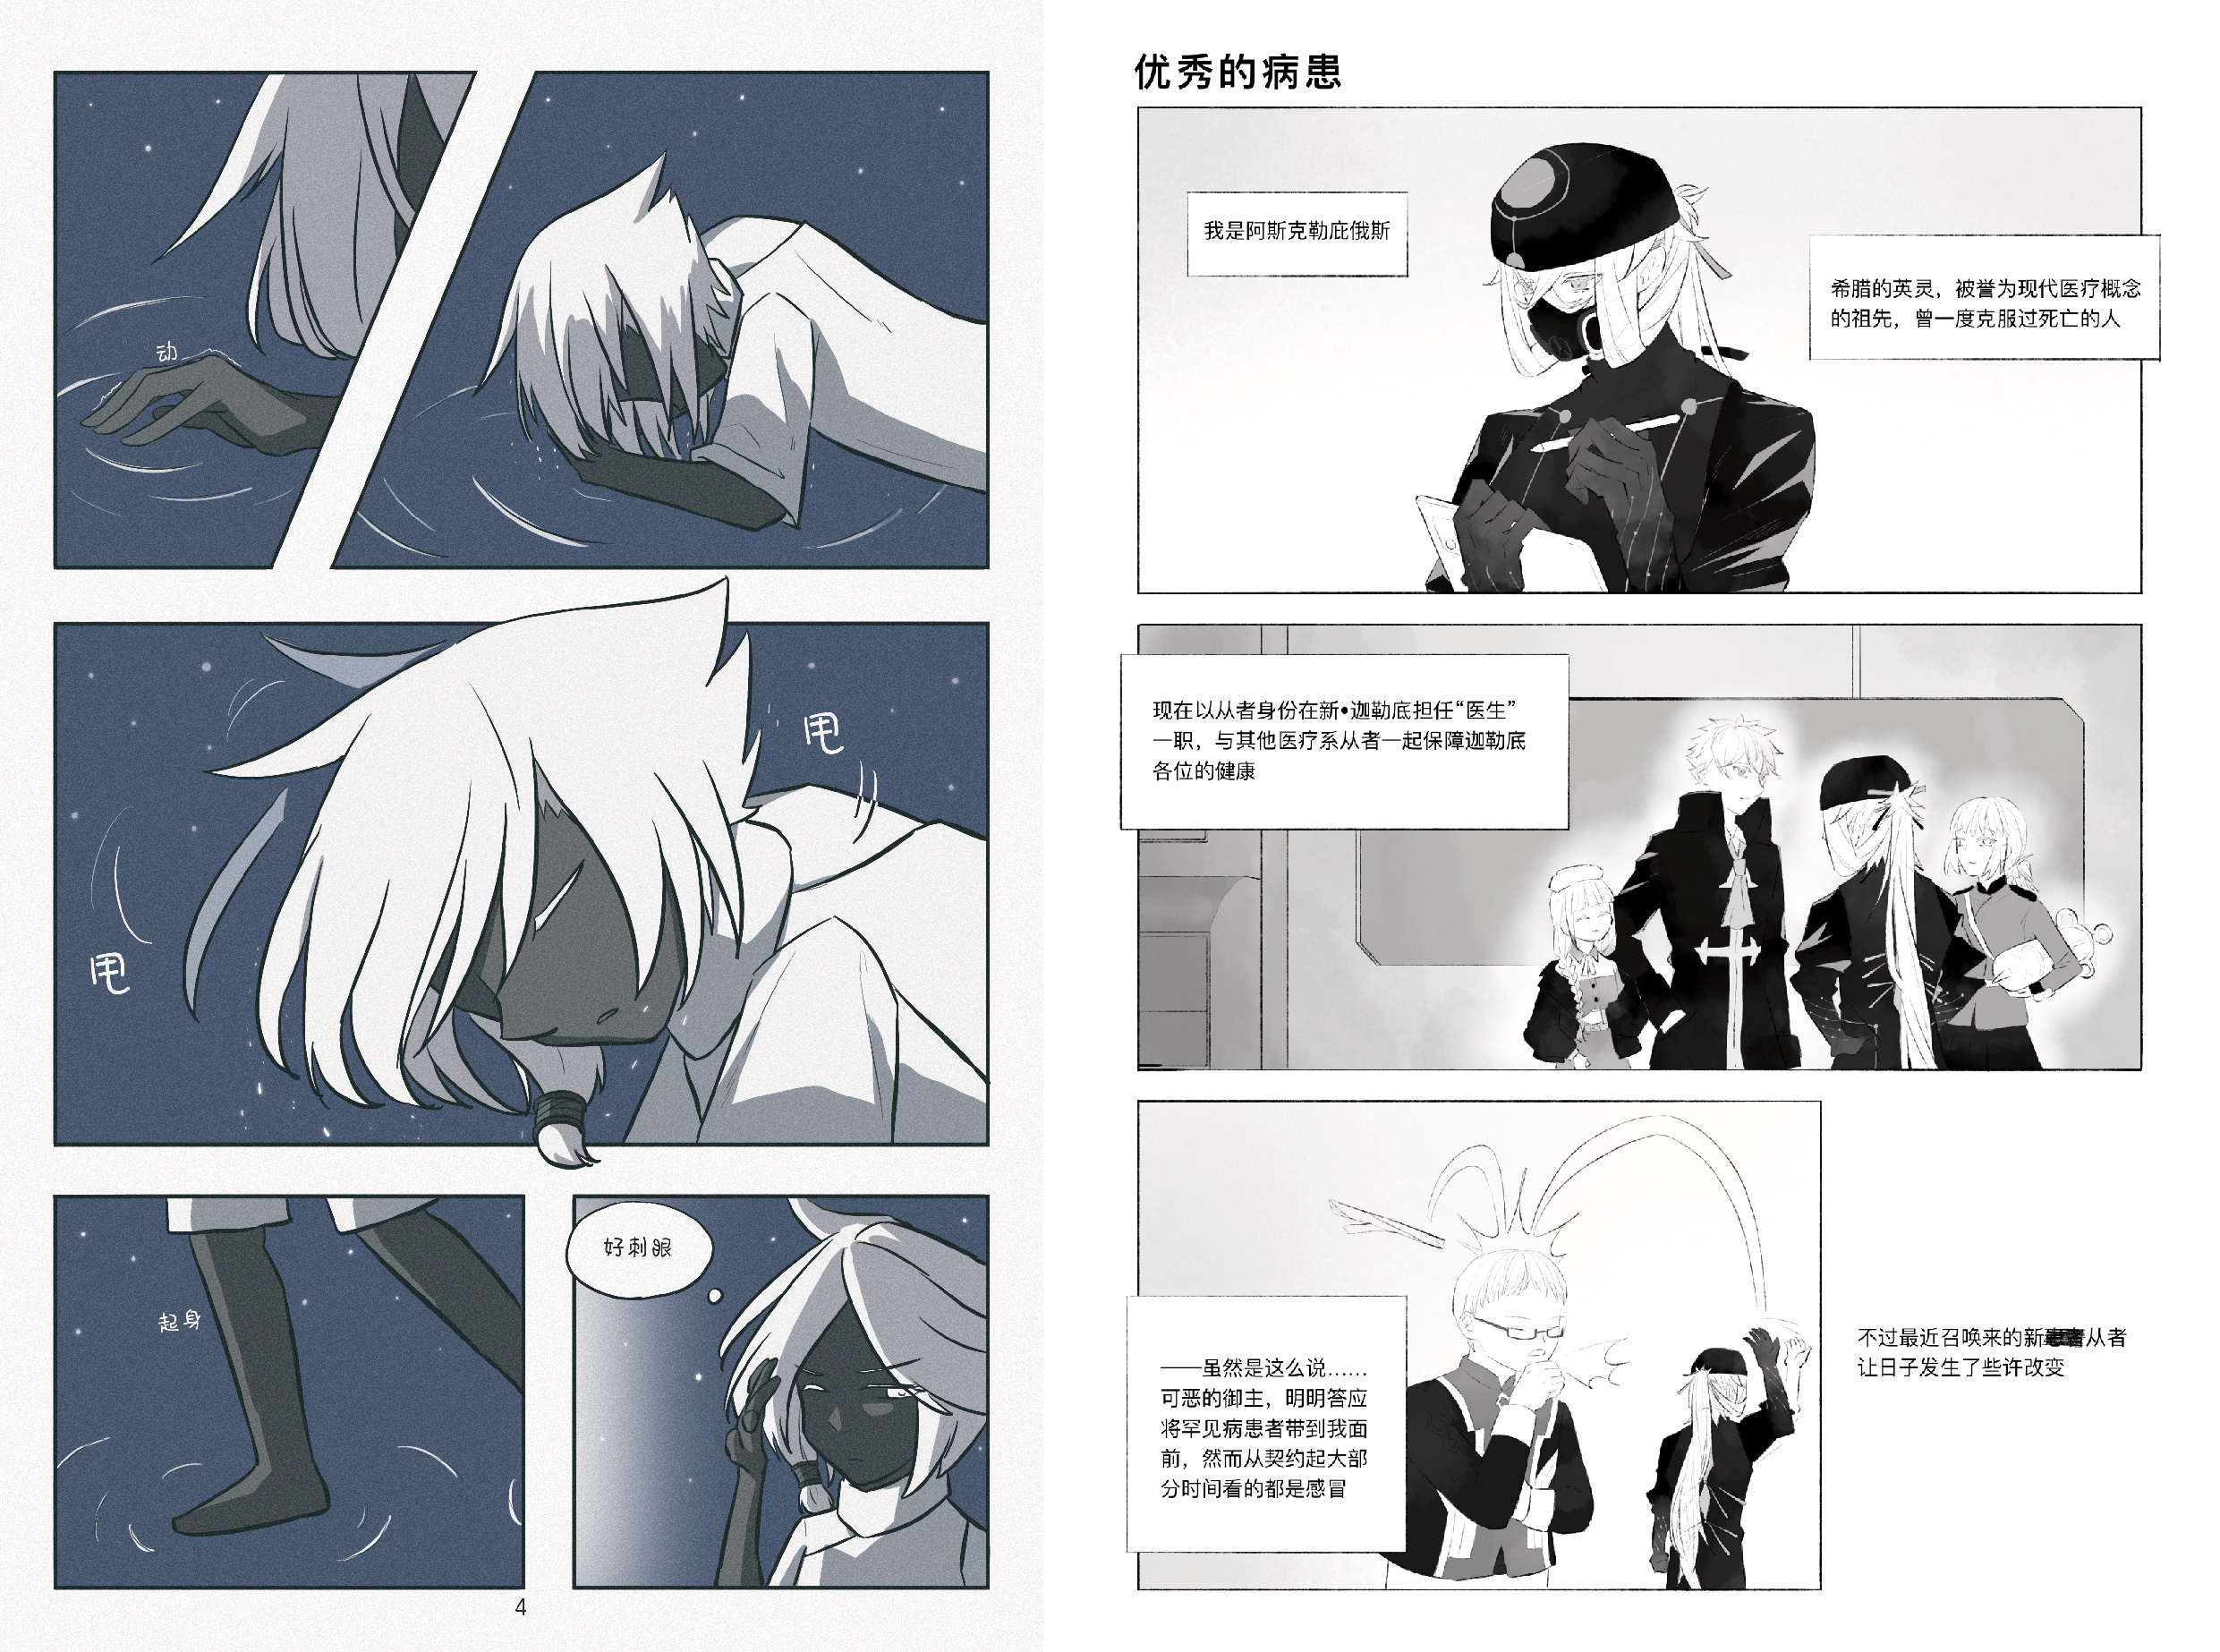 动
甩
甩
起身
好刺眼
4
优秀的病患
我是阿斯克勒庇俄斯
希腊的英灵，被誉为现代医疗概念
的祖先，曾一度克服过死亡的人
现在以从者身份在新•迦勒底担任“医生”
一职，与其他医疗系从者一起保障迦勒底
各位的健康
——虽然是这么说……
可恶的御主，明明答应
将罕见病患者带到我面
前，然而从契约起大部
分时间看的都是感冒
不过最近召唤来的新从者
让日子发生了些许改变